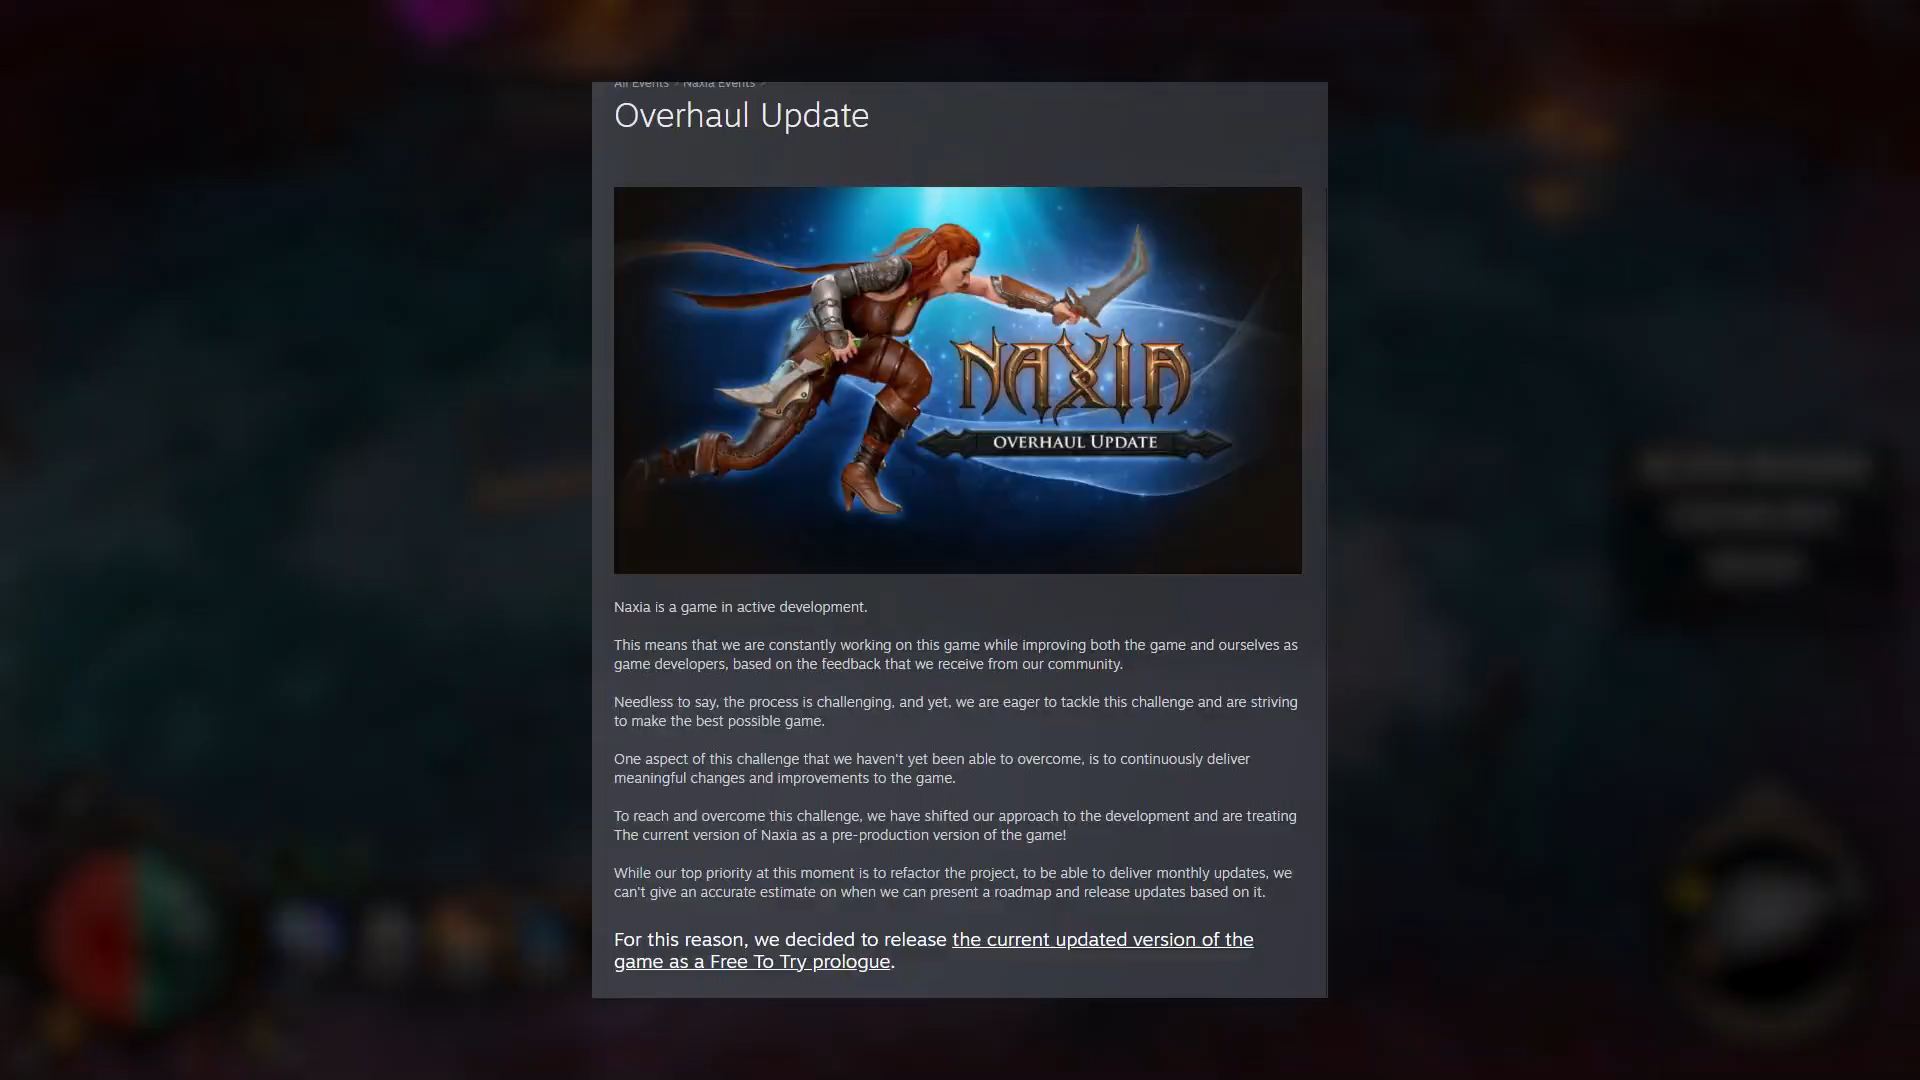 All Events > Naxia Events >
Overhaul Update
NAXIA
OVERHAUL UPDATE
Naxia is a game in active development.
This means that we are constantly working on this game while improving both the game and ourselves as
game developers, based on the feedback that we receive from our community.
Needless to say, the process is challenging, and yet, we are eager to tackle this challenge and are striving
to make the best possible game.
One aspect of this challenge that we haven't yet been able to overcome, is to continuously deliver
meaningful changes and improvements to the game.
To reach and overcome this challenge, we have shifted our approach to the development and are treating
The current version of Naxia as a pre-production version of the game!
While our top priority at this moment is to refactor the project, to be able to deliver monthly updates, we
can't give an accurate estimate on when we can present a roadmap and release updates based on it.
For this reason, we decided to release the current updated version of the
game as a Free To Try prologue.